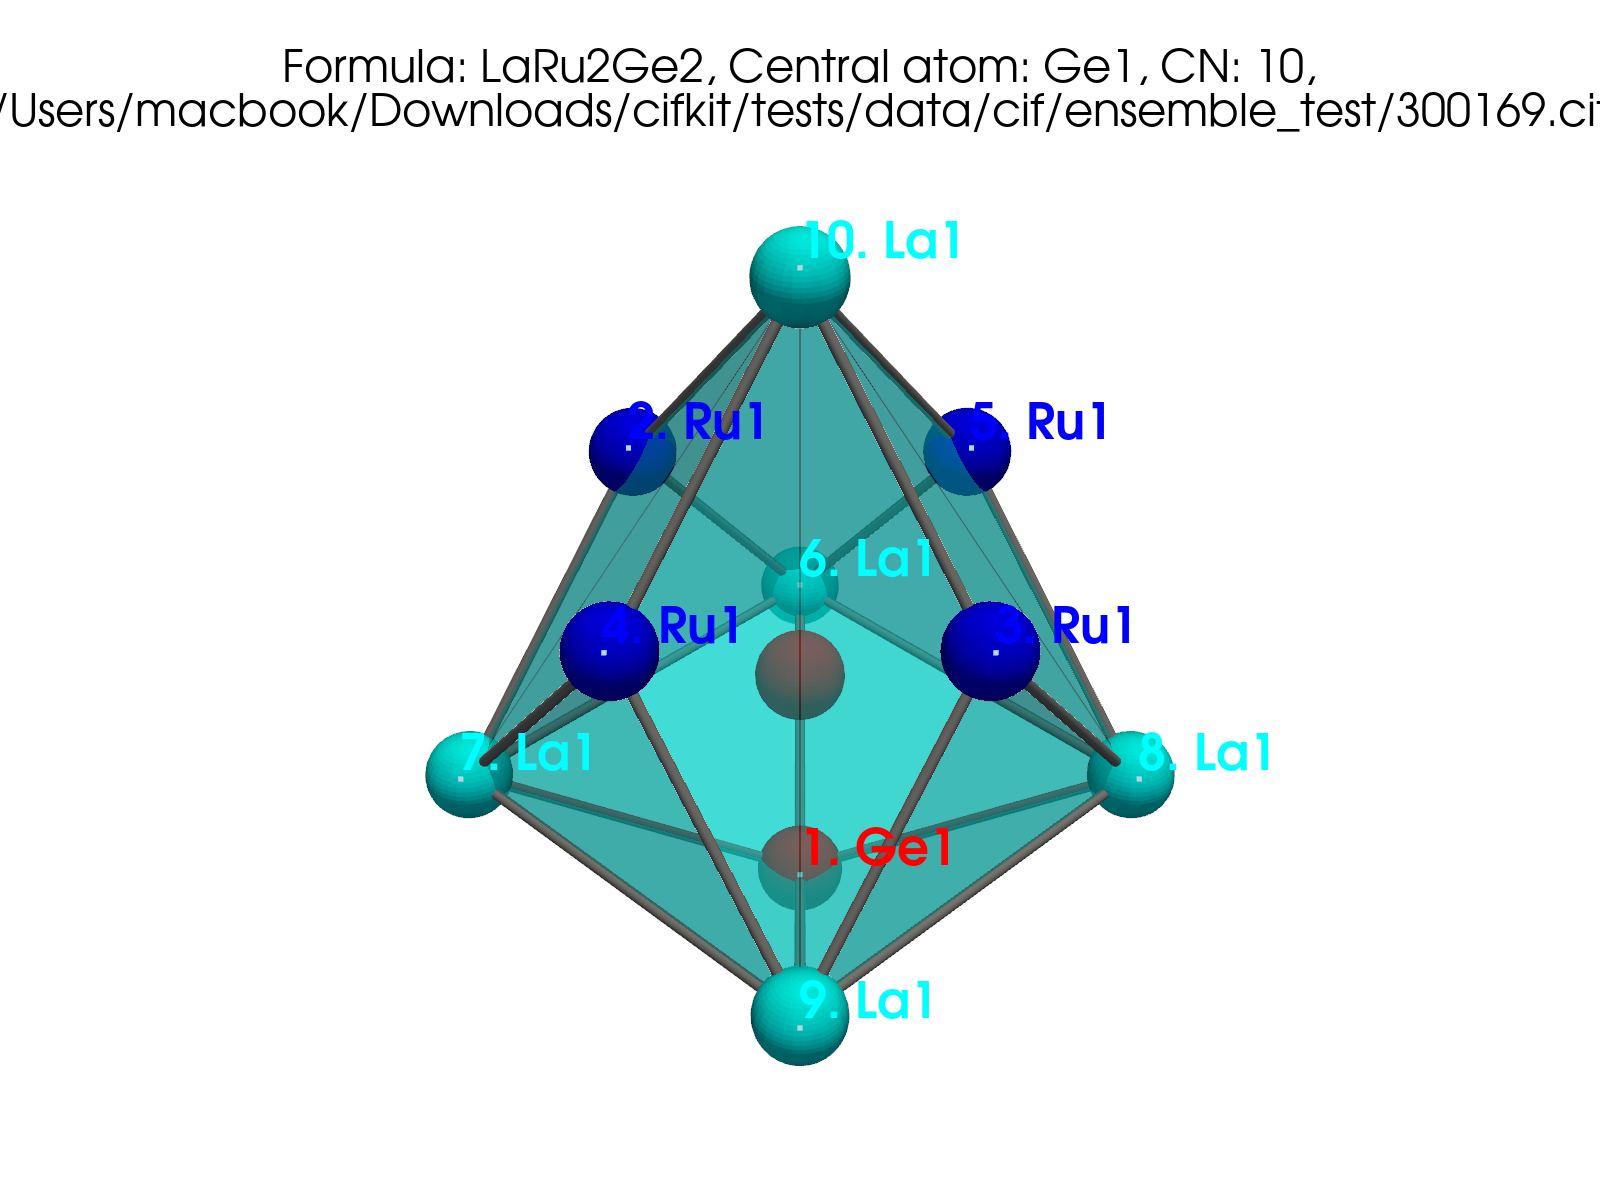 Formula: LaRu2Ge2, Central atom: Ge1, CN: 10,
/Users/macbook/Downloads/cifkit/tests/data/cif/ensemble_test/300169.cif
10. La1
2. Ru1
5. Ru1
6. La1
4. Ru1
3. Ru1
7. La1
8. La1
1. Ge1
9. La1